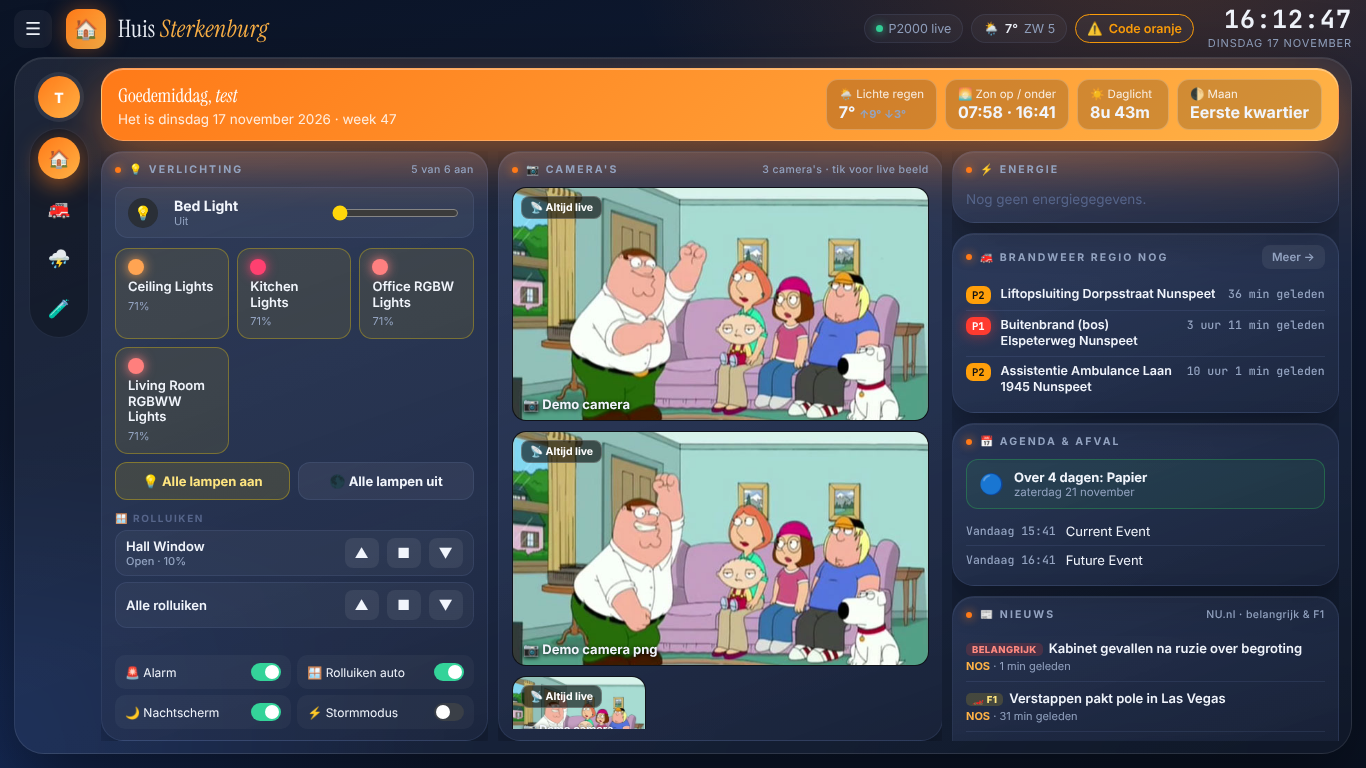 Huis Sterkenburg
P2000 live
7° ZW 5
Code oranje
16:12:47
DINSDAG 17 NOVEMBER
T
Goedemiddag, test
Het is dinsdag 17 november 2026 · week 47
Lichte regen
7° ↑9° ↓3°
Zon op / onder
07:58 · 16:41
Daglicht
8u 43m
Maan
Eerste kwartier
VERLICHTING
5 van 6 aan
Bed Light
Uit
Ceiling Lights
71%
Kitchen
Lights
71%
Office RGBW
Lights
71%
Living Room
RGBWW
Lights
71%
Alle lampen aan
Alle lampen uit
ROLLUIKEN
Hall Window
Open · 10%
Alle rolluiken
Alarm
Rolluiken auto
Nachtscherm
Stormmodus
CAMERA'S
3 camera's · tik voor live beeld
Altijd live
Demo camera
Altijd live
Demo camera png
Altijd live
ENERGIE
Nog geen energiegegevens.
BRANDWEER REGIO NOG
Meer →
P2 Liftopsluiting Dorpsstraat Nunspeet 36 min geleden
P1 Buitenbrand (bos) 3 uur 11 min geleden
Elspeterweg Nunspeet
P2 Assistentie Ambulance Laan 10 uur 1 min geleden
1945 Nunspeet
AGENDA & AFVAL
Over 4 dagen: Papier
zaterdag 21 november
Vandaag 15:41 Current Event
Vandaag 16:41 Future Event
NIEUWS
NU.nl · belangrijk & F1
BELANGRIJK Kabinet gevallen na ruzie over begroting
NOS · 1 min geleden
F1 Verstappen pakt pole in Las Vegas
NOS · 31 min geleden